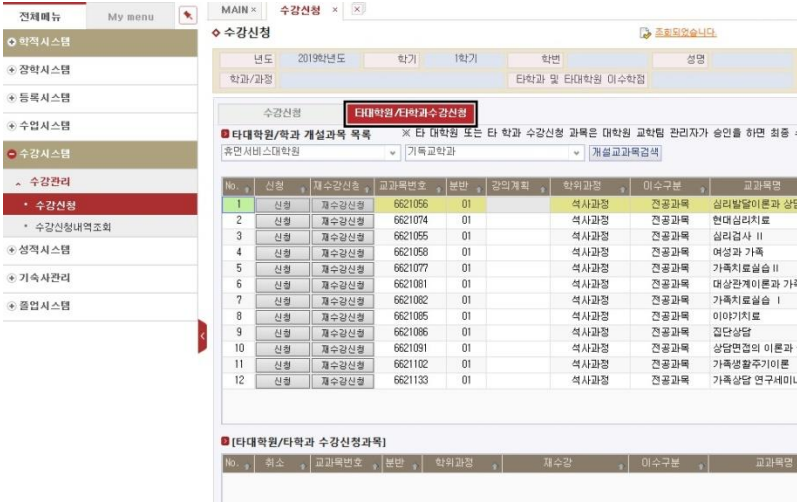 전체메뉴 My menu
MAIN × 수강신청 × ×
학적시스템
장학시스템
등록시스템
수업시스템
수강시스템
수강관리
수강신청
수강신청내역조회
성적시스템
기숙사관리
졸업시스템
수강신청 조회되었습니다.
년도 2019학년도 학기 1학기 학번 성명
학과/과정 타학과 및 타대학원 이수학점
수강신청 타대학원/타학과수강신청
타대학원/학과 개설과목 목록 ※ 타 대학원 또는 타 학과 수강신청 과목은 대학원 교학팀 관리자가 승인을 하면 최종
휴먼서비스대학원 기독교학과 개설교과목검색
No. 신청 재수강신청 교과목번호 분반 강의계획 학위과정 이수구분 교과목명
1 신청 재수강신청 6621056 01 석사과정 전공과목 심리발달이론과 상담
2 신청 재수강신청 6621074 01 석사과정 전공과목 현대심리치료
3 신청 재수강신청 6621055 01 석사과정 전공과목 심리검사 II
4 신청 재수강신청 6621058 01 석사과정 전공과목 여성과 가족
5 신청 재수강신청 6621077 01 석사과정 전공과목 가족치료실습 II
6 신청 재수강신청 6621081 01 석사과정 전공과목 대상관계이론과 가족
7 신청 재수강신청 6621082 01 석사과정 전공과목 가족치료실습 I
8 신청 재수강신청 6621085 01 석사과정 전공과목 이야기치료
9 신청 재수강신청 6621086 01 석사과정 전공과목 집단상담
10 신청 재수강신청 6621091 01 석사과정 전공과목 상담면접의 이론과
11 신청 재수강신청 6621102 01 석사과정 전공과목 가족생활주기이론
12 신청 재수강신청 6621133 01 석사과정 전공과목 가족상담 연구세미나
[타대학원/타학과 수강신청과목]
No. 취소 교과목번호 분반 학위과정 재수강 이수구분 교과목명